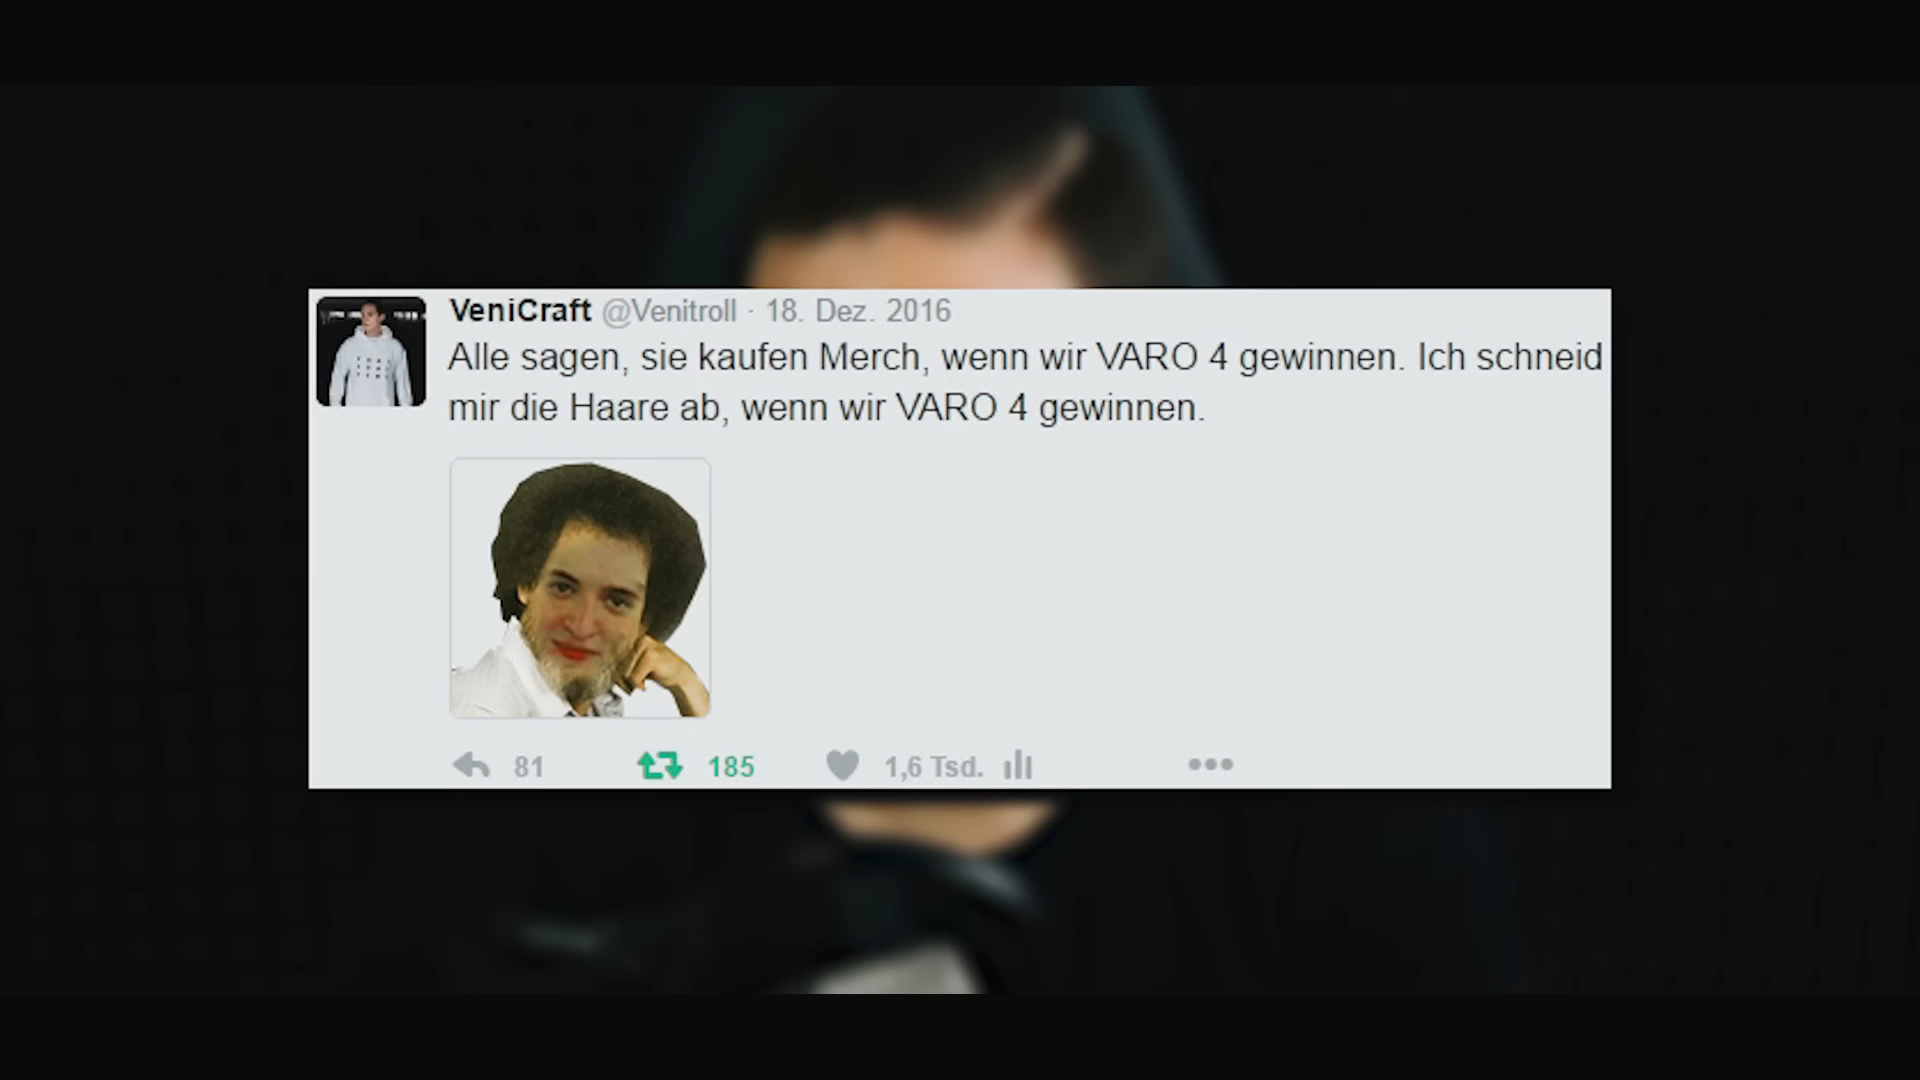 VeniCraft @Venitroll · 18. Dez. 2016
Alle sagen, sie kaufen Merch, wenn wir VARO 4 gewinnen. Ich schneid
mir die Haare ab, wenn wir VARO 4 gewinnen.
81 185 1,6 Tsd.